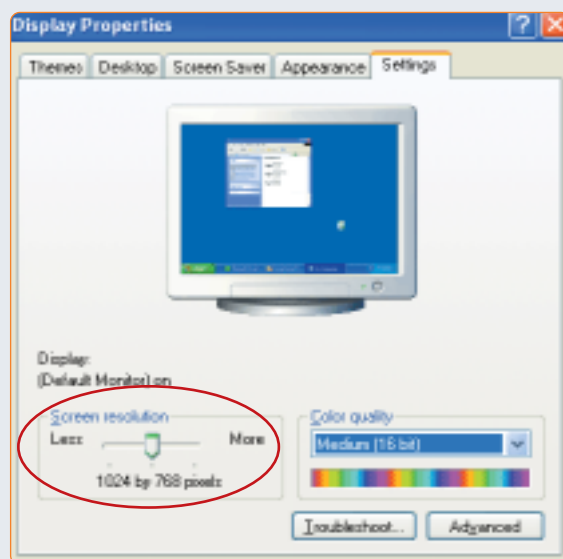 Display Properties
Themes Desktop Screen Saver Appearance Settings
Display:
(Default Monitor) on
Screen resolution
Less More
1024 by 768 pixels
Color quality
Medium (16 bit)
Troubleshoot... Advanced